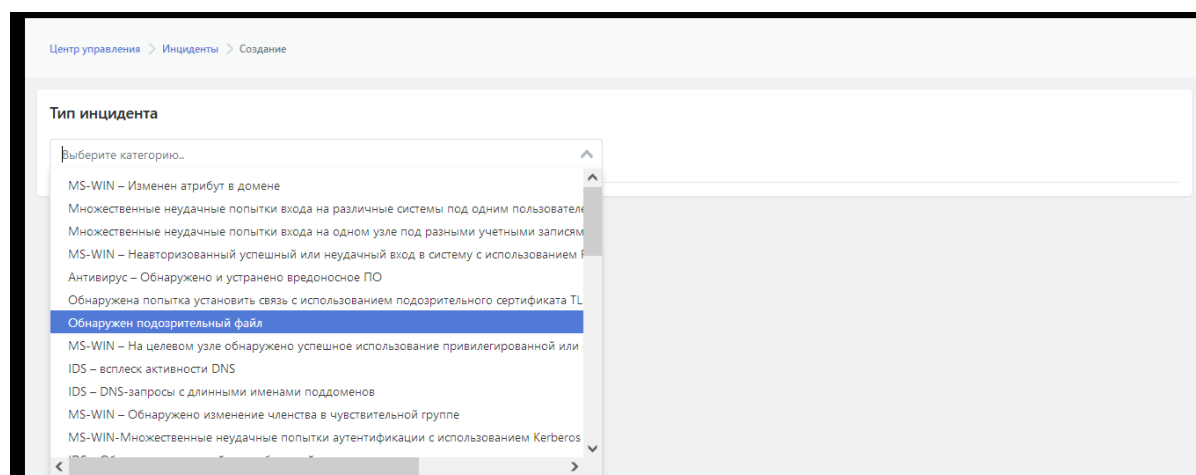 Центр управления > Инциденты > Создание
Тип инцидента
Выберите категорию..
MS-WIN – Изменен атрибут в домене
Множественные неудачные попытки входа на различные системы под одним
Множественные неудачные попытки входа на одном узле под разными учетными
MS-WIN – Неавторизованный успешный или неудачный вход в систему с использованием
Антивирус – Обнаружено и устранено вредоносное ПО
Обнаружена попытка установить связь с использованием подозрительного сертификата TL
Обнаружен подозрительный файл
MS-WIN – На целевом узле обнаружено успешное использование привилегированной или
IDS – всплеск активности DNS
IDS – DNS-запросы с длинными именами поддоменов
MS-WIN – Обнаружено изменение членства в чувствительной группе
MS-WIN-Множественные неудачные попытки аутентификации с использованием Kerberos